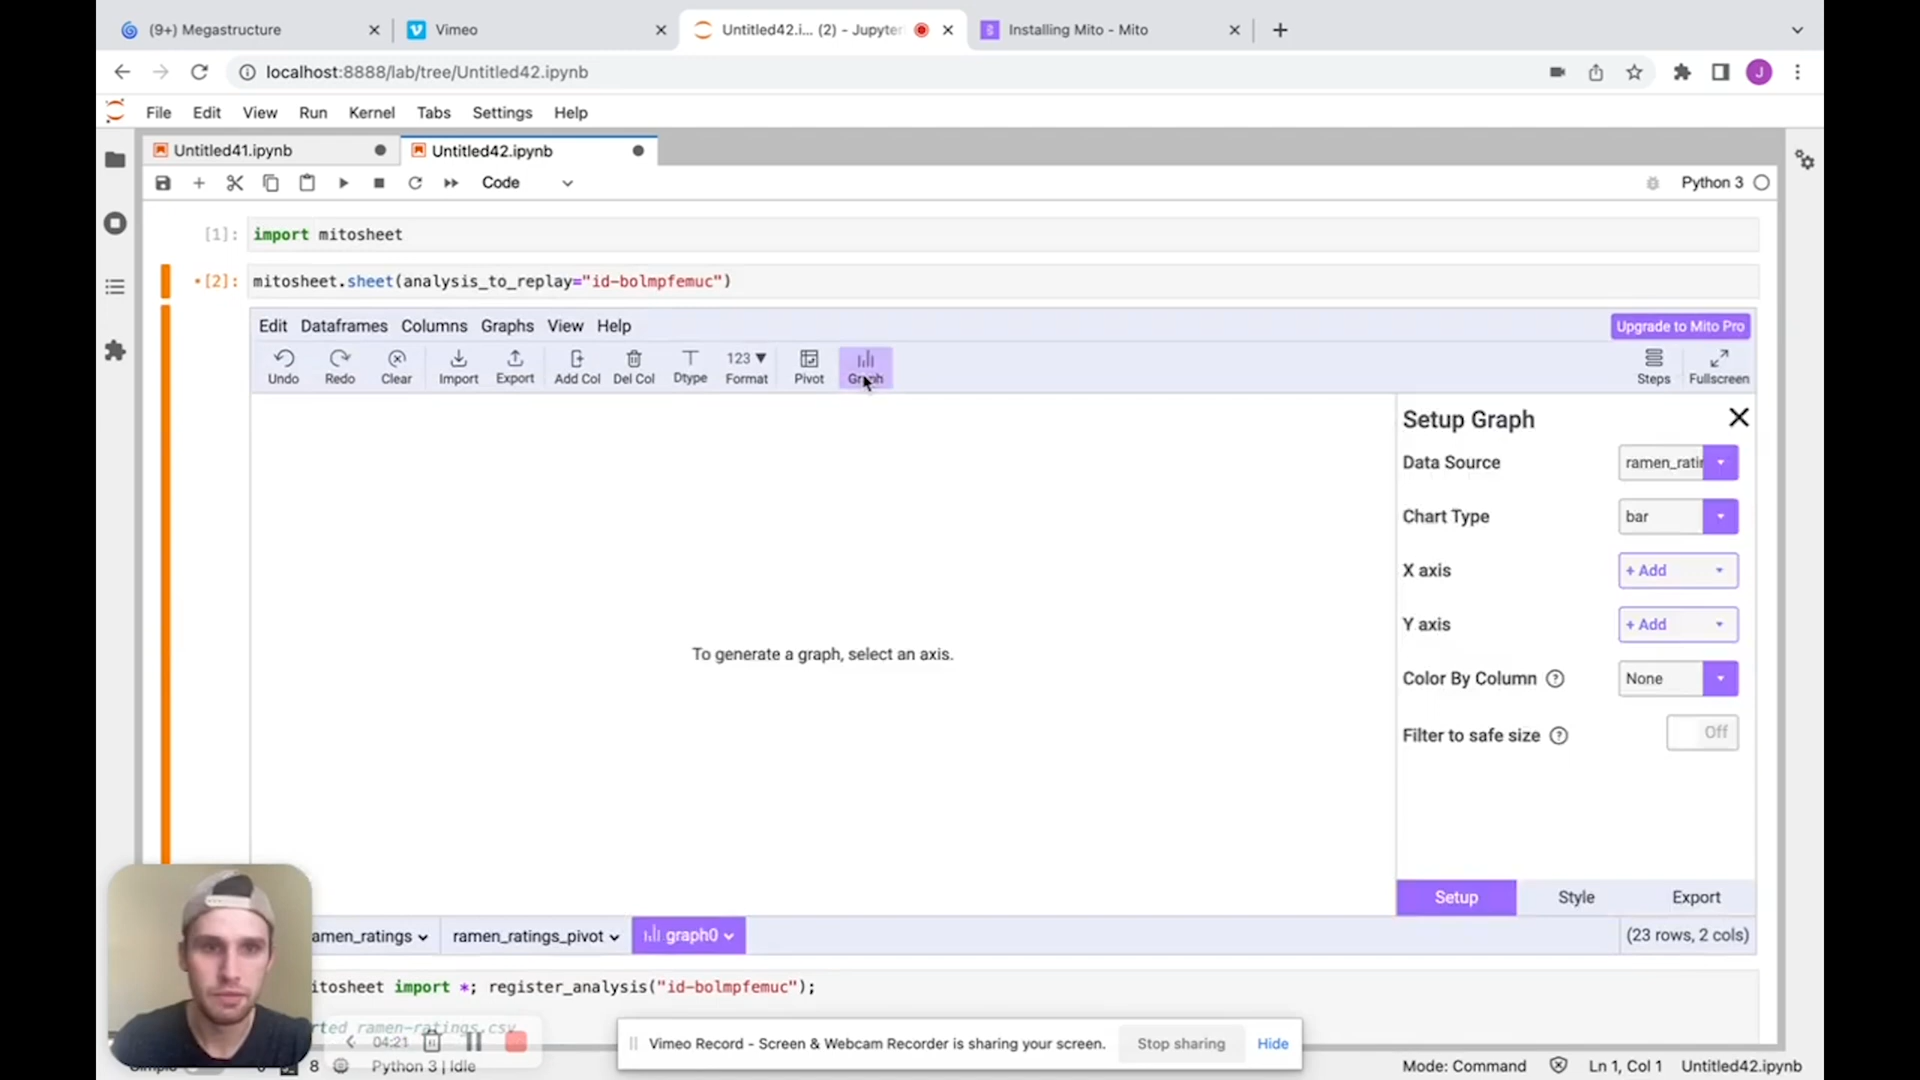 (9+) Megastructure
Vimeo
Untitled42.i... (2) - Jupyter
Installing Mito - Mito
localhost:8888/lab/tree/Untitled42.ipynb
J
File Edit View Run Kernel Tabs Settings Help
Untitled41.ipynb
Untitled42.ipynb
Code
Python 3
[1]: import mitosheet
[2]: mitosheet.sheet(analysis_to_replay="id-bolmpfemuc")
Edit Dataframes Columns Graphs View Help
Upgrade to Mito Pro
123
Undo Redo Clear Import Export Add Col Del Col Dtype Format Pivot Graph Steps Fullscreen
Setup Graph
Data Source ramen_ratin
Chart Type bar
X axis + Add
Y axis + Add
To generate a graph, select an axis.
Color By Column ? None
Filter to safe size ? Off
Setup Style Export
amen_ratings ramen_ratings_pivot graph0 (23 rows, 2 cols)
itosheet import *; register_analysis("id-bolmpfemuc");
rted ramen-ratings.csv
04:21
Vimeo Record - Screen & Webcam Recorder is sharing your screen. Stop sharing Hide
8 Python 3 | Idle Mode: Command Ln 1, Col 1 Untitled42.ipynb